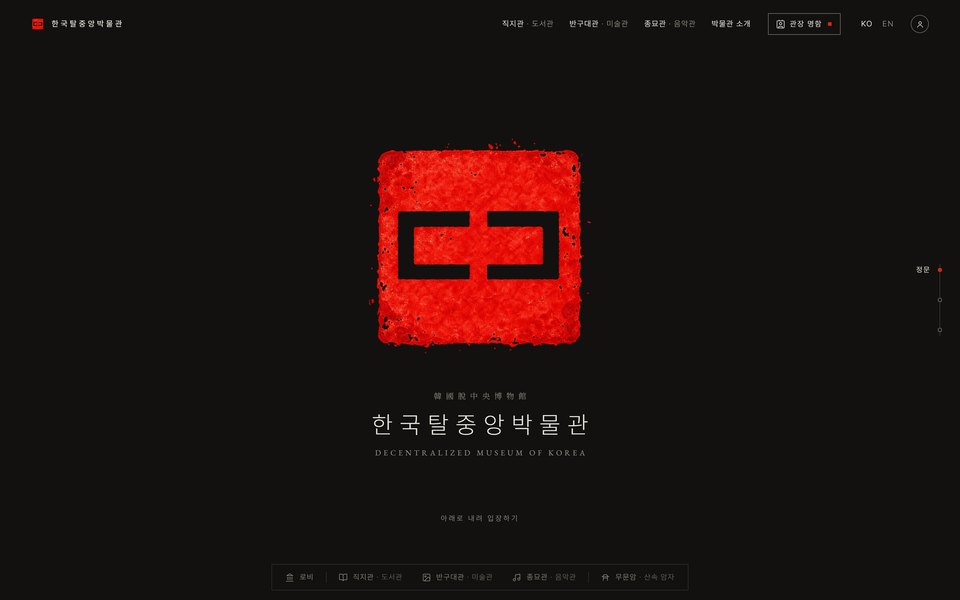 한국탈중앙박물관
직지관 · 도서관 반구대관 · 미술관 종묘관 · 음악관 박물관 소개 관장 명함 KO EN
정문
韓國脫中央博物館
한국탈중앙박물관
DECENTRALIZED MUSEUM OF KOREA
아래로 내려 입장하기
로비 직지관 · 도서관 반구대관 · 미술관 종묘관 · 음악관 무문암 · 산속 암자